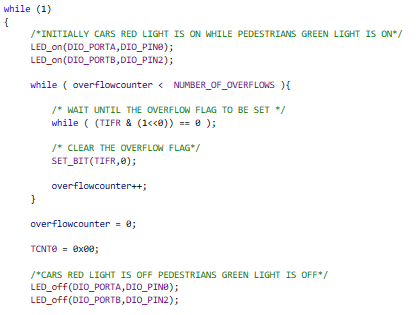 while (1)
{
/*INITIALLY CARS RED LIGHT IS ON WHILE PEDESTRIANS GREEN LIGHT IS ON*/
LED_on(DIO_PORTA,DIO_PIN0);
LED_on(DIO_PORTB,DIO_PIN2);
while ( overflowcounter < NUMBER_OF_OVERFLOWS ){
/* WAIT UNTIL THE OVERFLOW FLAG TO BE SET */
while ( (TIFR & (1<<0)) == 0 );
/* CLEAR THE OVERFLOW FLAG*/
SET_BIT(TIFR,0);
overflowcounter++;
}
overflowcounter = 0;
TCNT0 = 0x00;
/*CARS RED LIGHT IS OFF PEDESTRIANS GREEN LIGHT IS OFF*/
LED_off(DIO_PORTA,DIO_PIN0);
LED_off(DIO_PORTB,DIO_PIN2);